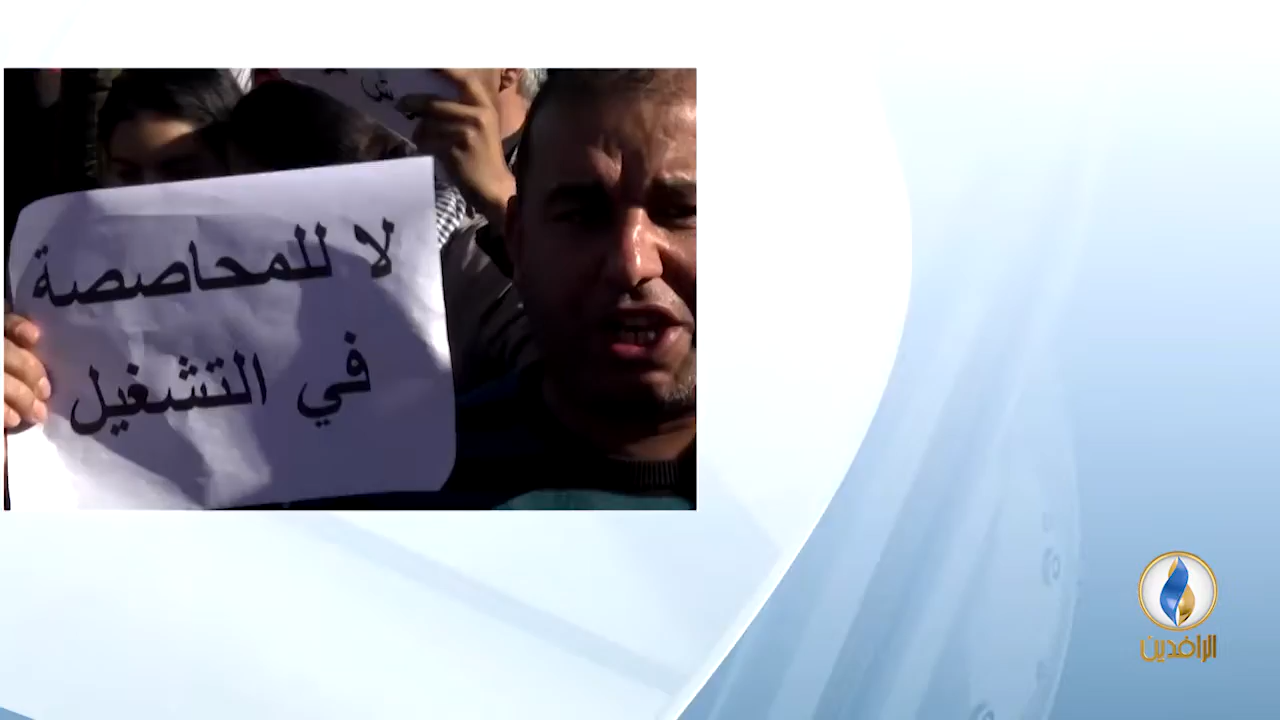 لا للمحاصصة
في التشغيل
الرافدين